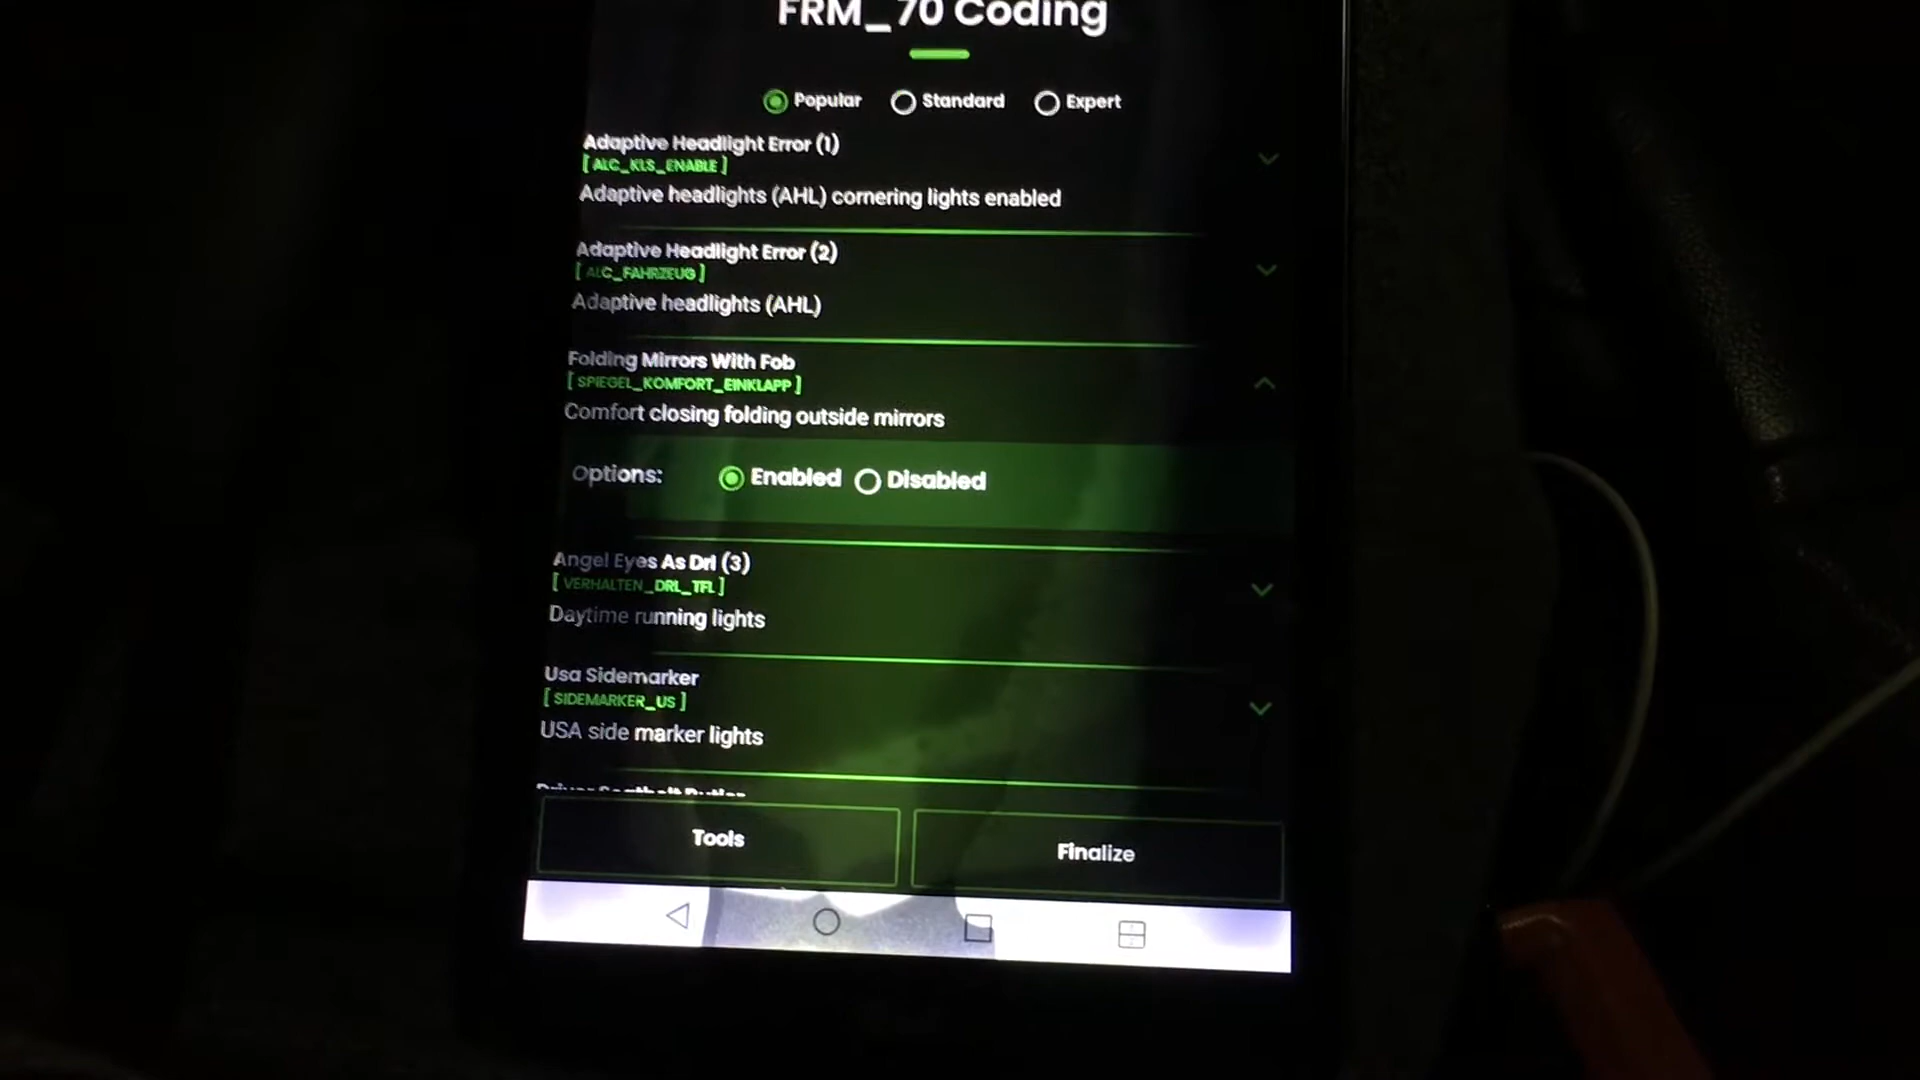 FRM_70 Coding
Popular Standard Expert
Adaptive Headlight Error (1)
[ ALC_KLS_ENABLE ]
Adaptive headlights (AHL) cornering lights enabled
Adaptive Headlight Error (2)
[ ALC_FAHRZEUG ]
Adaptive headlights (AHL)
Folding Mirrors With Fob
[ SPIEGEL_KOMFORT_EINKLAPP ]
Comfort closing folding outside mirrors
Options: Enabled Disabled
Angel Eyes As Drl (3)
[ VERHALTEN_DRL_TFL ]
Daytime running lights
Usa Sidemarker
[ SIDEMARKER_US ]
USA side marker lights
Tools Finalize